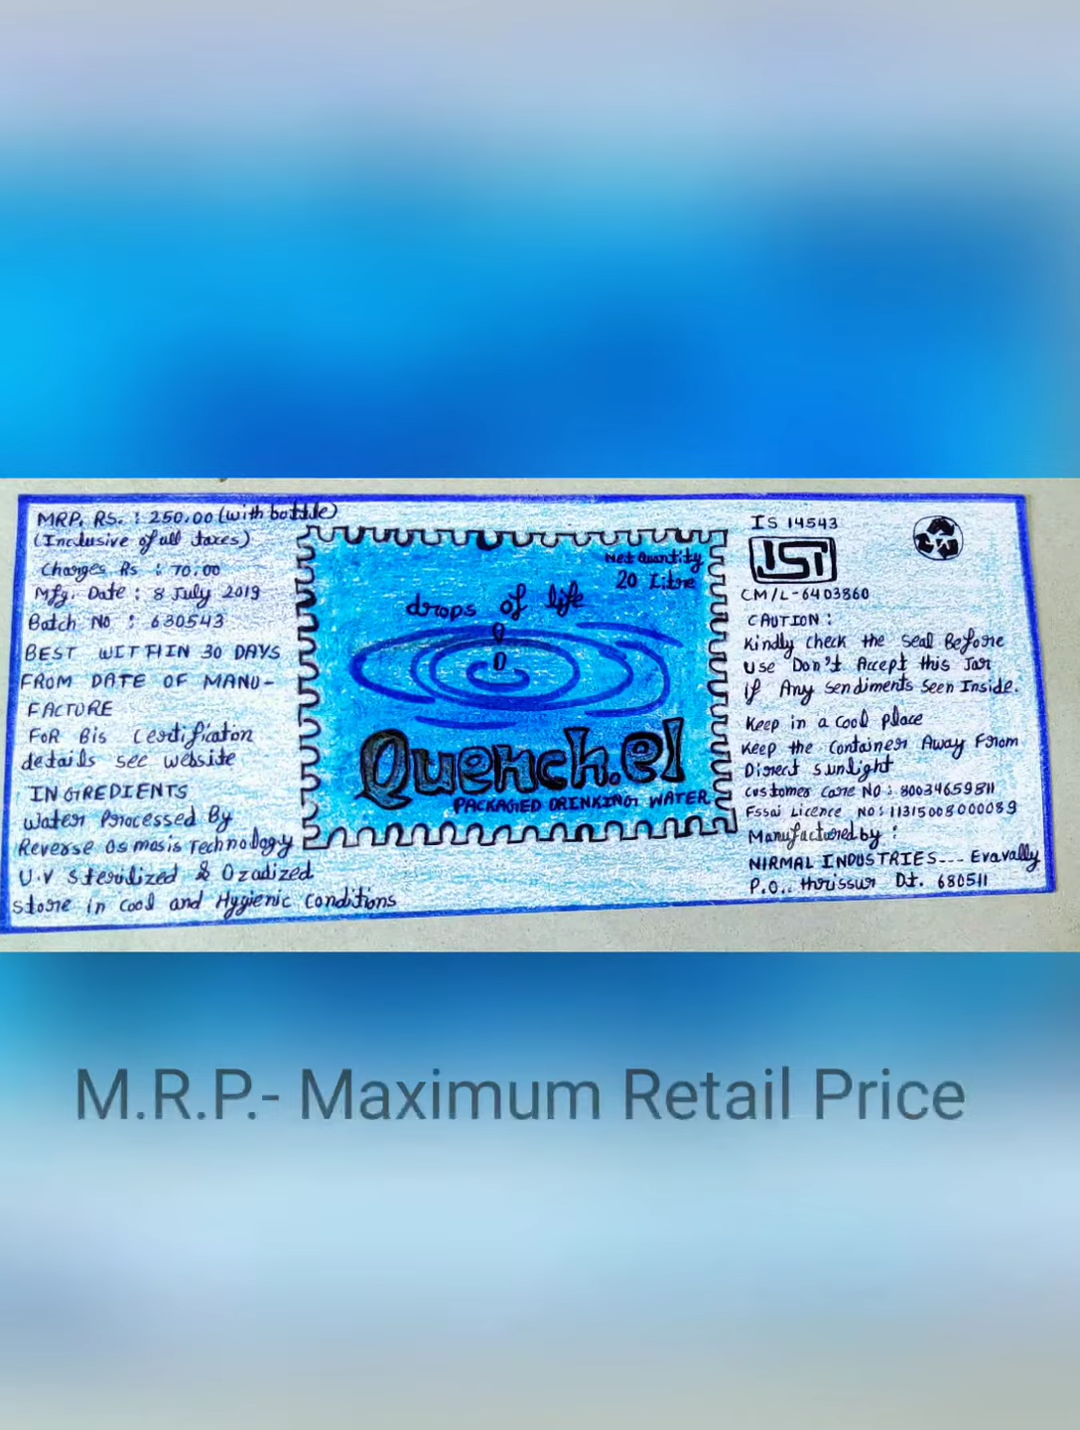 MRP. RS. : 250.00 (with bottle)
(Inclusive of all taxes)
Charges Rs : 70.00
Mfg. Date : 8 July 2019
Batch No : 630543
BEST WITHIN 30 DAYS
FROM DATE OF MANU-
FACTURE
FOR Bis Certification
details see website
INGREDIENTS
Water Processed By
Reverse Osmosis Technology
U.V Sterilized & Ozadized
Store in Cool and Hygienic Conditions
Net Quantity
20 Litre
drops of life
Quench.el
PACKAGED DRINKING WATER
IS 14543
ISI
CM/L-6403860
CAUTION :
Kindly check the seal Before
use Don't Accept this Jar
if Any Sendiments Seen Inside.
Keep in a Cool place
Keep the Container Away From
Direct sunlight
Customer Care NO : 8003465981
Fssai Licence No : 11315008000089
Manufactured by :
NIRMAL INDUSTRIES--- Eravally
P.O.. thrissur Dt. 680511
M.R.P.- Maximum Retail Price